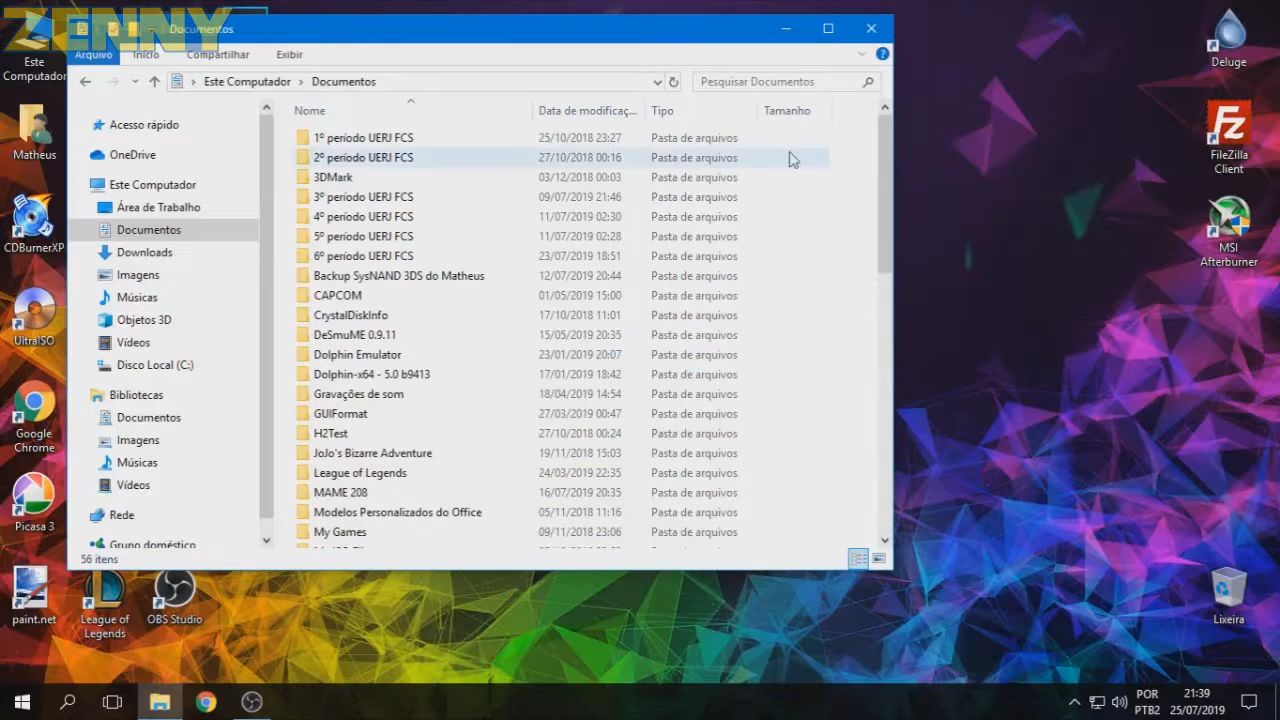 ZENNY
Documentos
Arquivo Início Compartilhar Exibir
Este Computador Documentos
Pesquisar Documentos
Nome Data de modificaç... Tipo Tamanho
Acesso rápido
OneDrive
Este Computador
Área de Trabalho
Documentos
Downloads
Imagens
Músicas
Objetos 3D
Vídeos
Disco Local (C:)
Bibliotecas
Documentos
Imagens
Músicas
Vídeos
Rede
Grupo doméstico
1º período UERJ FCS 25/10/2018 23:27 Pasta de arquivos
2º período UERJ FCS 27/10/2018 00:16 Pasta de arquivos
3DMark 03/12/2018 00:03 Pasta de arquivos
3º período UERJ FCS 09/07/2019 21:46 Pasta de arquivos
4º período UERJ FCS 11/07/2019 02:30 Pasta de arquivos
5º período UERJ FCS 11/07/2019 02:28 Pasta de arquivos
6º período UERJ FCS 23/07/2019 18:51 Pasta de arquivos
Backup SysNAND 3DS do Matheus 12/07/2019 20:44 Pasta de arquivos
CAPCOM 01/05/2019 15:00 Pasta de arquivos
CrystalDiskInfo 17/10/2018 11:01 Pasta de arquivos
DeSmuME 0.9.11 15/05/2019 20:35 Pasta de arquivos
Dolphin Emulator 23/01/2019 20:07 Pasta de arquivos
Dolphin-x64 - 5.0 b9413 17/01/2019 18:42 Pasta de arquivos
Gravações de som 18/04/2019 14:54 Pasta de arquivos
GUIFormat 27/03/2019 00:47 Pasta de arquivos
H2Test 27/10/2018 00:24 Pasta de arquivos
JoJo's Bizarre Adventure 19/11/2018 15:03 Pasta de arquivos
League of Legends 24/03/2019 22:35 Pasta de arquivos
MAME 208 16/07/2019 20:35 Pasta de arquivos
Modelos Personalizados do Office 05/11/2018 11:16 Pasta de arquivos
My Games 09/11/2018 23:06 Pasta de arquivos
56 itens
Este
Computador
Matheus
CDBurnerXP
UltraISO
Google
Chrome
Picasa 3
paint.net
League of
Legends
OBS Studio
Deluge
FileZilla
Client
MSI
Afterburner
Lixeira
POR
PTB2
21:39
25/07/2019